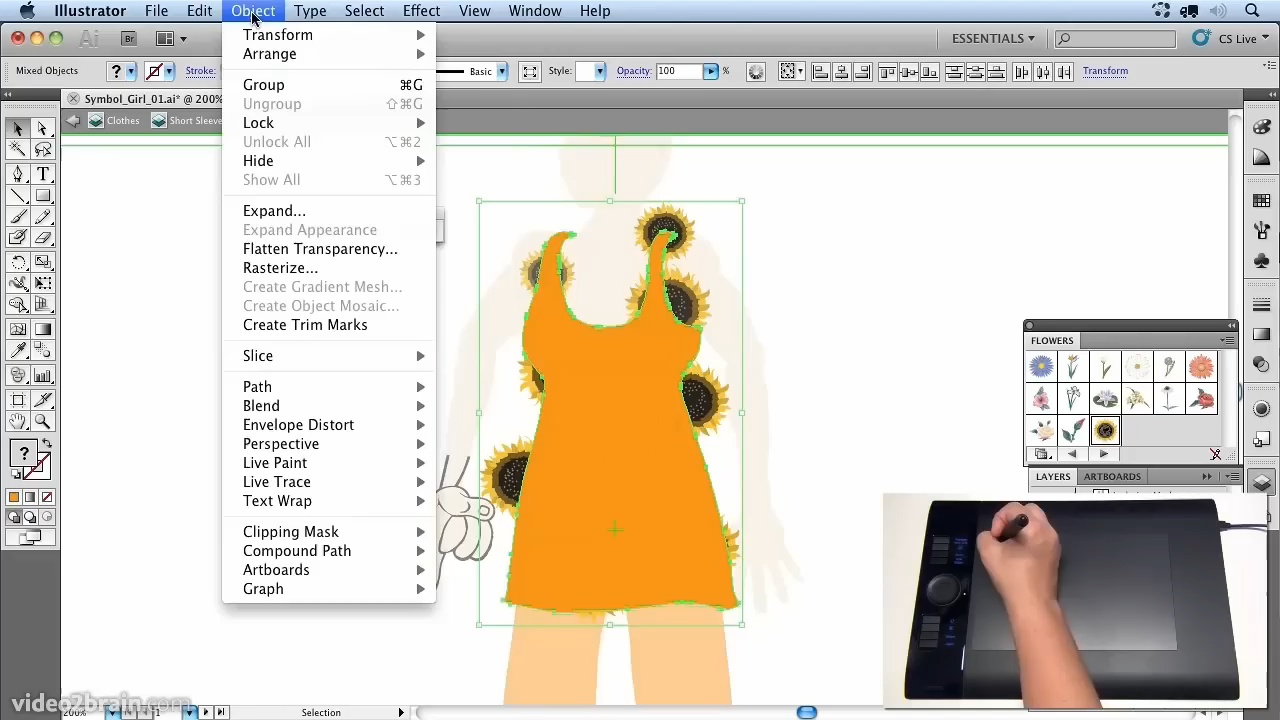 Illustrator File Edit Object Type Select Effect View Window Help
Ai Br ESSENTIALS CS Live
Mixed Objects ? Stroke: Basic Style: Opacity: 100 % Transform
Symbol_Girl_01.ai* @ 200%
Clothes Short Sleeve
Transform
Arrange
Group ⌘G
Ungroup ⇧⌘G
Lock
Unlock All ⌥⌘2
Hide
Show All ⌥⌘3
Expand...
Expand Appearance
Flatten Transparency...
Rasterize...
Create Gradient Mesh...
Create Object Mosaic...
Create Trim Marks
Slice
Path
Blend
Envelope Distort
Perspective
Live Paint
Live Trace
Text Wrap
Clipping Mask
Compound Path
Artboards
Graph
T
?
FLOWERS
LAYERS ARTBOARDS
video2brain.com
200% 1 Selection